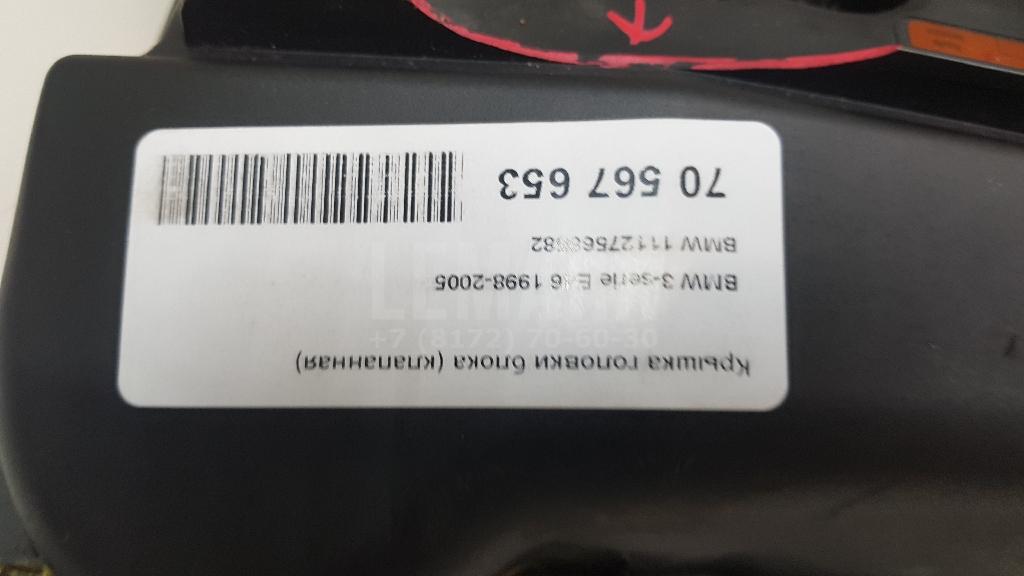 Крышка головки блока (клапанная)
BMW 3-serie E46 1998-2005
BMW
70 567 653
LEMARK
+7 (8172) 70-60-30